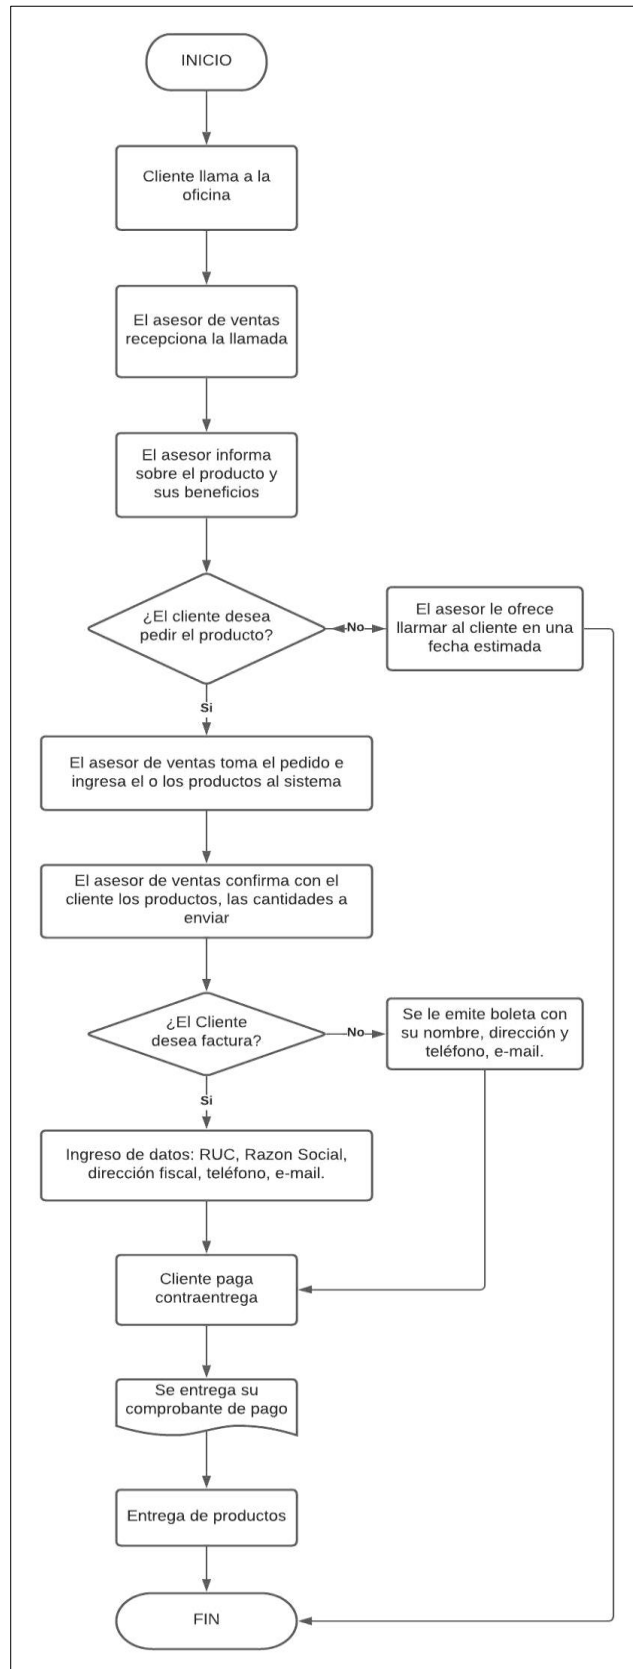 INICIO
Cliente llama a la
oficina
El asesor de ventas
recepciona la llamada
El asesor informa
sobre el producto y
sus beneficios
¿El cliente desea
pedir el producto?
No
El asesor le ofrece
llarmar al cliente en una
fecha estimada
Si
El asesor de ventas toma el pedido e
ingresa el o los productos al sistema
El asesor de ventas confirma con el
cliente los productos, las cantidades a
enviar
¿El Cliente
desea factura?
No
Se le emite boleta con
su nombre, dirección y
teléfono, e-mail.
Si
Ingreso de datos: RUC, Razon Social,
dirección fiscal, teléfono, e-mail.
Cliente paga
contraentrega
Se entrega su
comprobante de pago
Entrega de productos
FIN